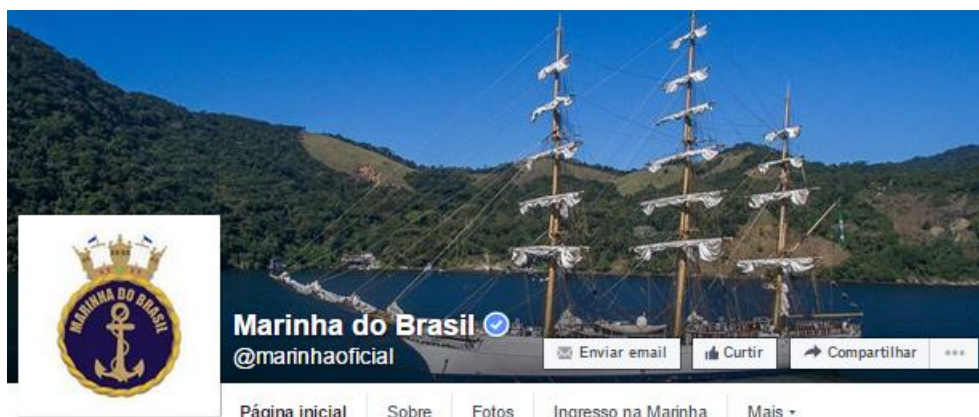 MARINHA DO BRASIL
Marinha do Brasil
@marinhaoficial
Enviar email Curtir Compartilhar
Página inicial Sobre Fotos Ingresso na Marinha Mais